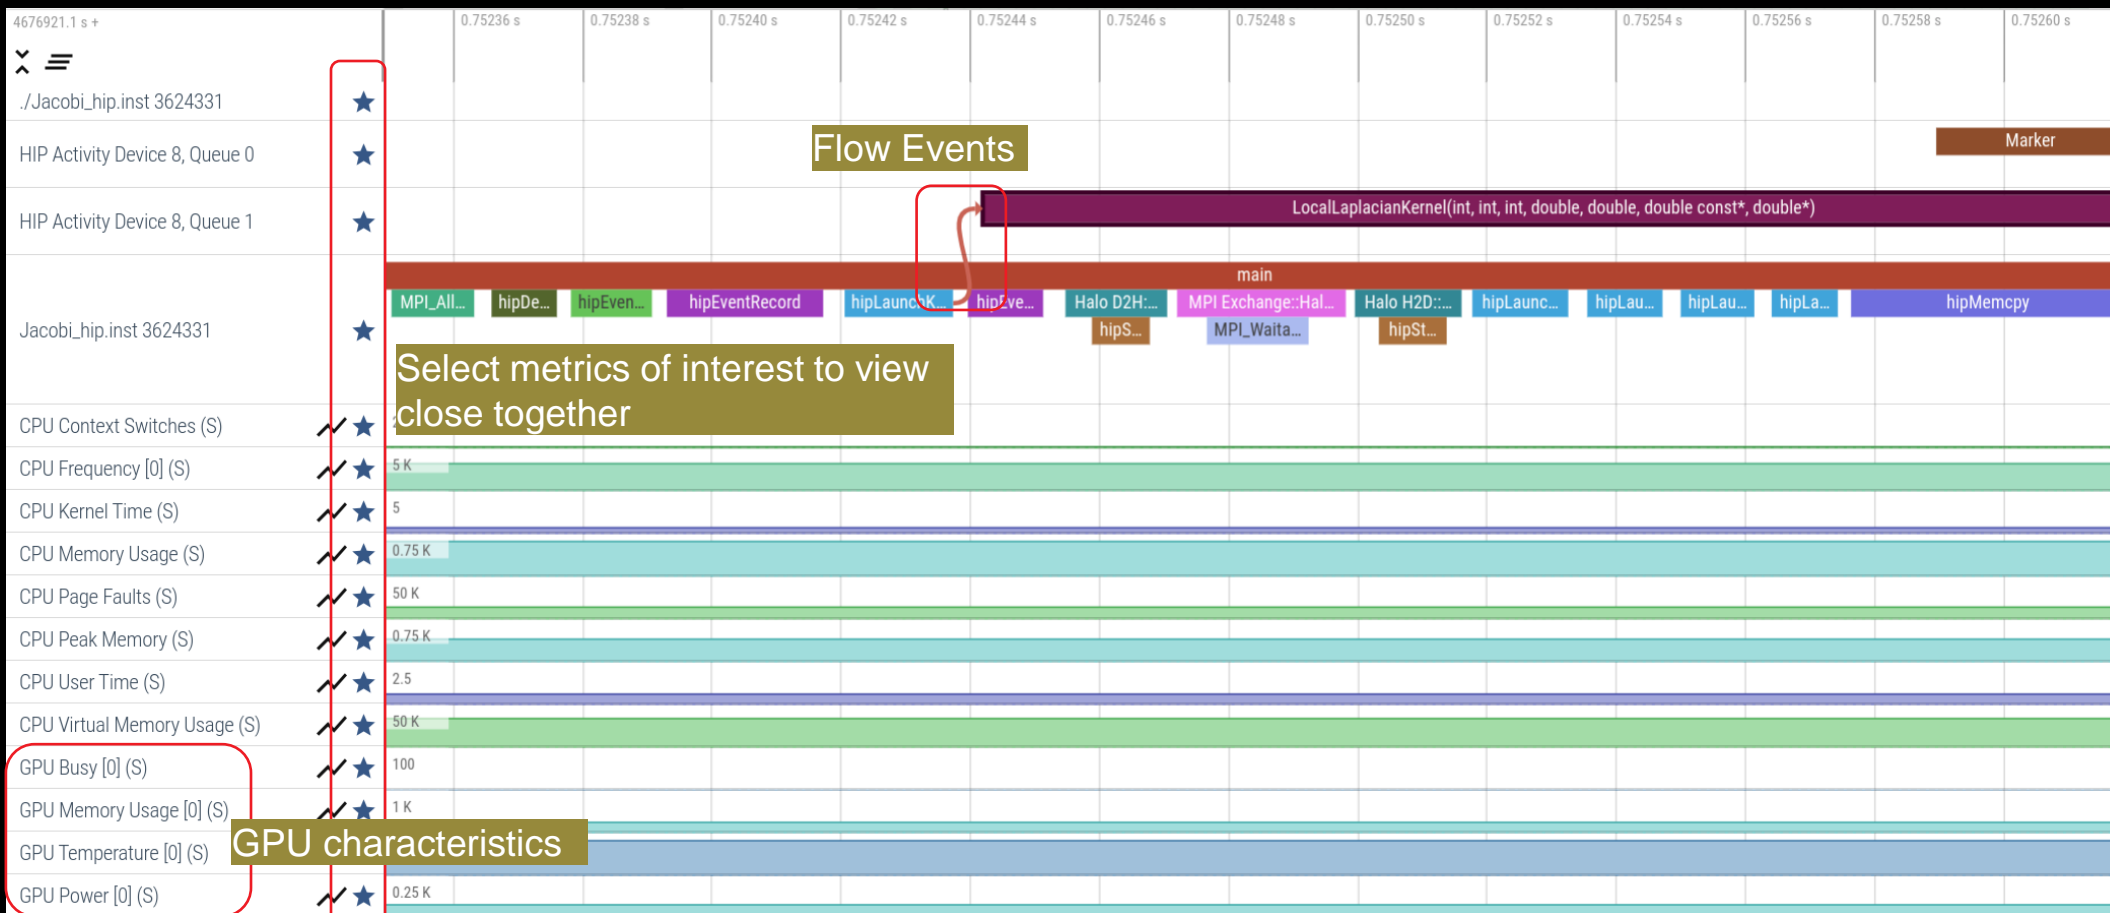 4676921.1 s +
0.75236 s
0.75238 s
0.75240 s
0.75242 s
0.75244 s
0.75246 s
0.75248 s
0.75250 s
0.75252 s
0.75254 s
0.75256 s
0.75258 s
0.75260 s
./Jacobi_hip.inst 3624331
Flow Events
HIP Activity Device 8, Queue 0
Marker
HIP Activity Device 8, Queue 1
LocalLaplacianKernel(int, int, int, double, double, double const*, double*)
main
MPI_All...
hipDe...
hipEven...
hipEventRecord
hipLaunchK...
hipEve...
Halo D2H:...
MPI Exchange::Hal...
Halo H2D::...
hipLaunc...
hipLau...
hipLau...
hipLa...
hipMemcpy
Jacobi_hip.inst 3624331
hipS...
MPI_Waita...
hipSt...
Select metrics of interest to view
close together
CPU Context Switches (S)
CPU Frequency [0] (S)
5 K
CPU Kernel Time (S)
5
CPU Memory Usage (S)
0.75 K
CPU Page Faults (S)
50 K
CPU Peak Memory (S)
0.75 K
CPU User Time (S)
2.5
CPU Virtual Memory Usage (S)
50 K
GPU Busy [0] (S)
100
GPU Memory Usage [0] (S)
1 K
GPU characteristics
GPU Temperature [0] (S)
GPU Power [0] (S)
0.25 K